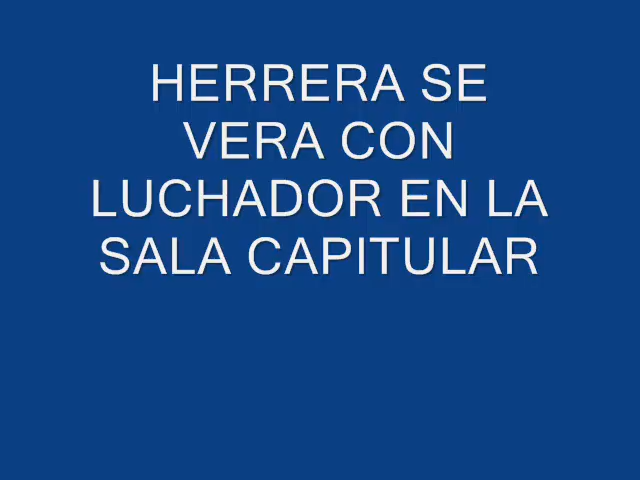 HERRERA SE
VERA CON
LUCHADOR EN LA
SALA CAPITULAR